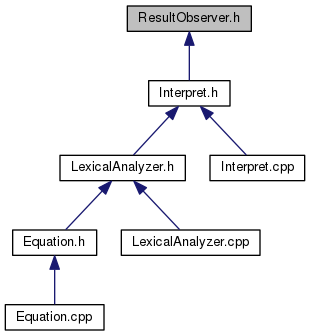 ResultObserver.h
Interpret.h
LexicalAnalyzer.h
Interpret.cpp
Equation.h
LexicalAnalyzer.cpp
Equation.cpp